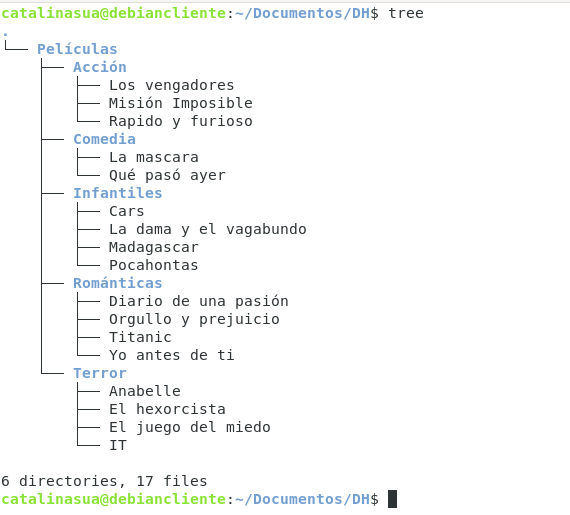 catalinasua@debiancliente:~/Documentos/DH$ tree
.
└── Películas
    ├── Acción
    │   ├── Los vengadores
    │   ├── Misión Imposible
    │   └── Rapido y furioso
    ├── Comedia
    │   ├── La mascara
    │   └── Qué pasó ayer
    ├── Infantiles
    │   ├── Cars
    │   ├── La dama y el vagabundo
    │   ├── Madagascar
    │   └── Pocahontas
    ├── Románticas
    │   ├── Diario de una pasión
    │   ├── Orgullo y prejuicio
    │   ├── Titanic
    │   └── Yo antes de ti
    └── Terror
        ├── Anabelle
        ├── El hexorcista
        ├── El juego del miedo
        └── IT

6 directories, 17 files
catalinasua@debiancliente:~/Documentos/DH$